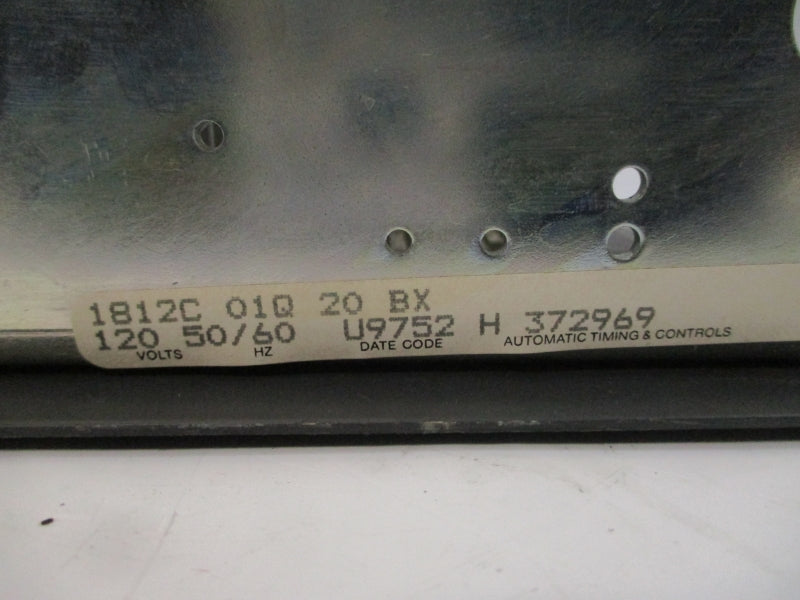 1812C 01Q 20 BX
120 50/60 U9752 H 372969
VOLTS HZ DATE CODE AUTOMATIC TIMING & CONTROLS